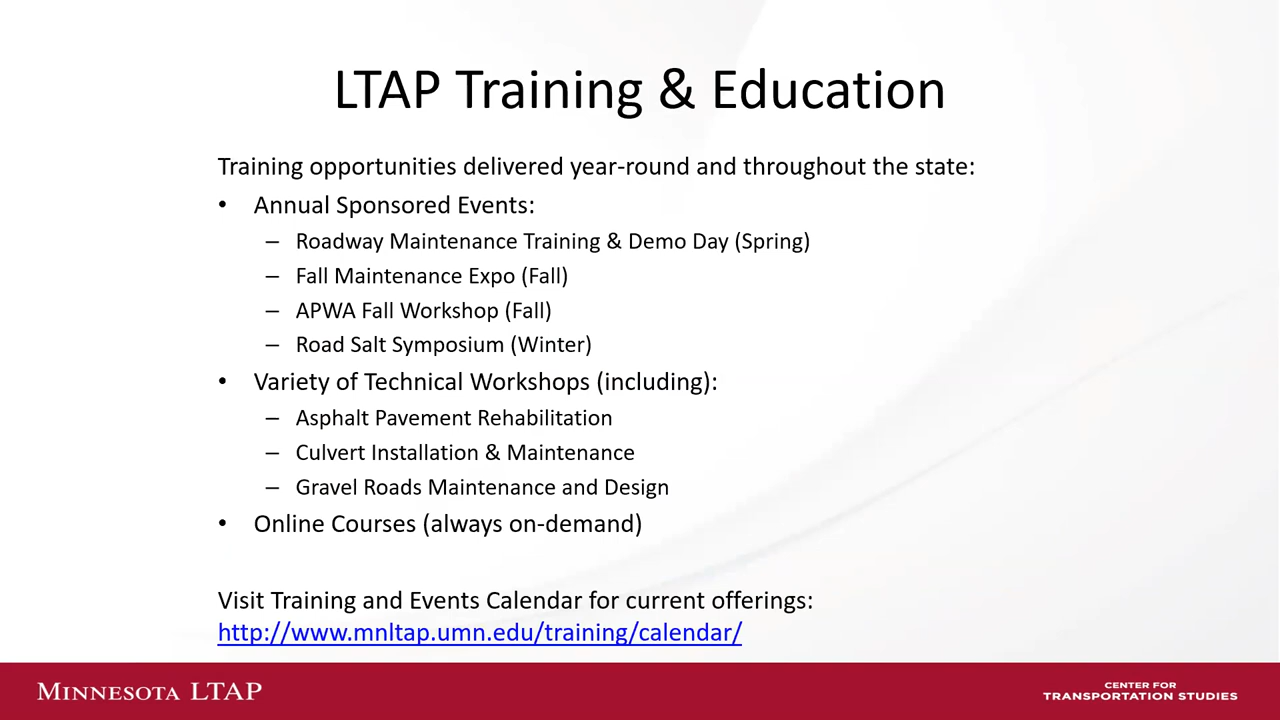 LTAP Training & Education
Training opportunities delivered year-round and throughout the state:
• Annual Sponsored Events:
– Roadway Maintenance Training & Demo Day (Spring)
– Fall Maintenance Expo (Fall)
– APWA Fall Workshop (Fall)
– Road Salt Symposium (Winter)
• Variety of Technical Workshops (including):
– Asphalt Pavement Rehabilitation
– Culvert Installation & Maintenance
– Gravel Roads Maintenance and Design
• Online Courses (always on-demand)
Visit Training and Events Calendar for current offerings:
http://www.mnltap.umn.edu/training/calendar/
MINNESOTA LTAP
CENTER FOR
TRANSPORTATION STUDIES